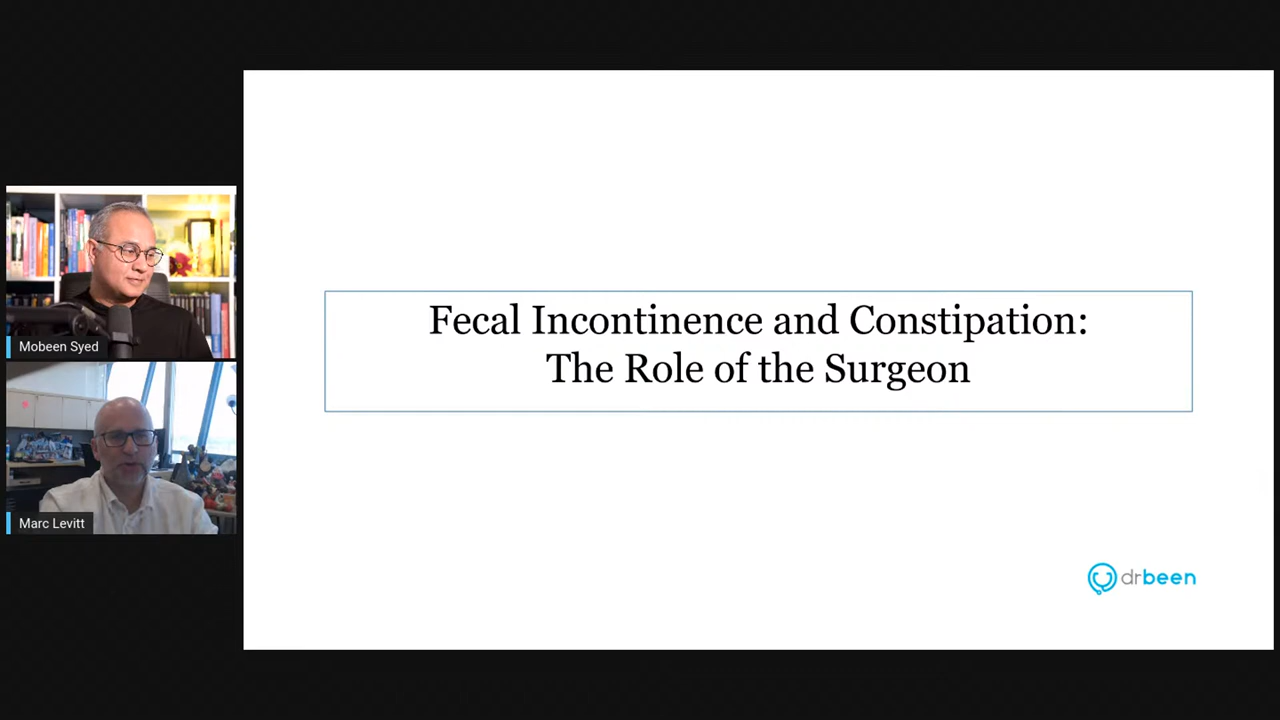 Fecal Incontinence and Constipation:
The Role of the Surgeon
Mobeen Syed
Marc Levitt
drbeen